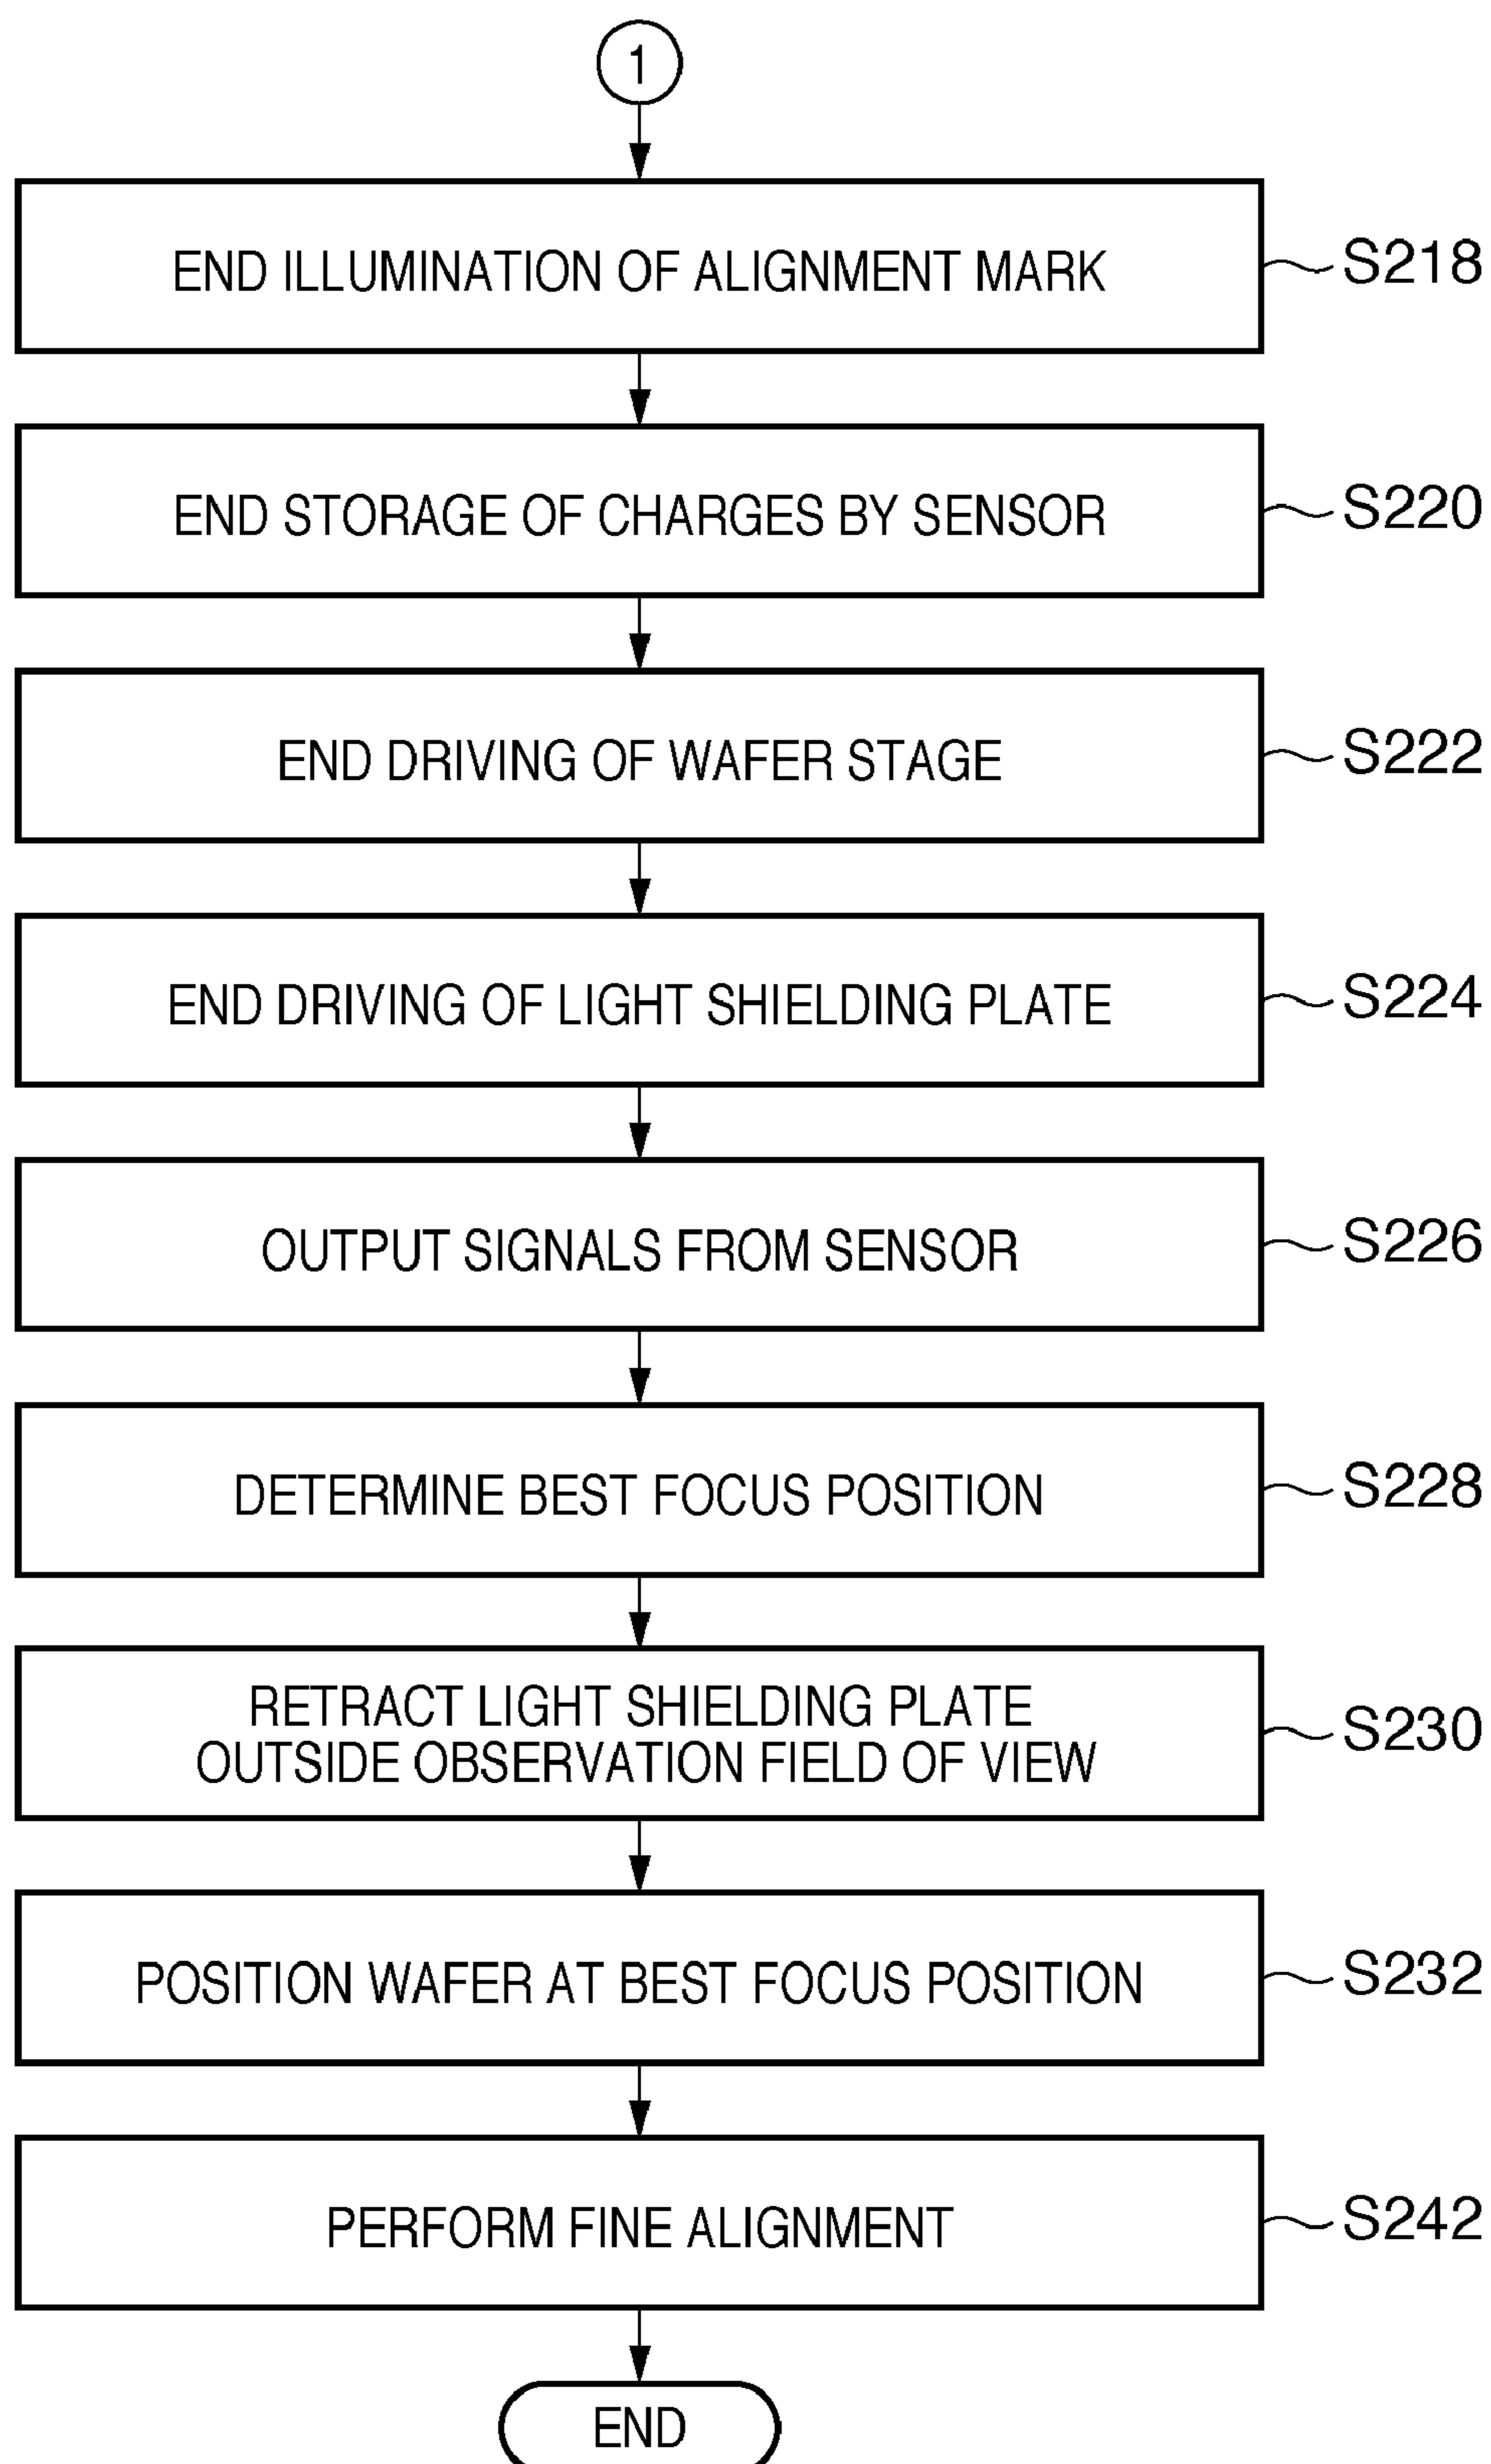 1
END ILLUMINATION OF ALIGNMENT MARK
S218
END STORAGE OF CHARGES BY SENSOR
S220
END DRIVING OF WAFER STAGE
S222
END DRIVING OF LIGHT SHIELDING PLATE
S224
OUTPUT SIGNALS FROM SENSOR
S226
DETERMINE BEST FOCUS POSITION
S228
RETRACT LIGHT SHIELDING PLATE
OUTSIDE OBSERVATION FIELD OF VIEW
S230
POSITION WAFER AT BEST FOCUS POSITION
S232
PERFORM FINE ALIGNMENT
S242
END